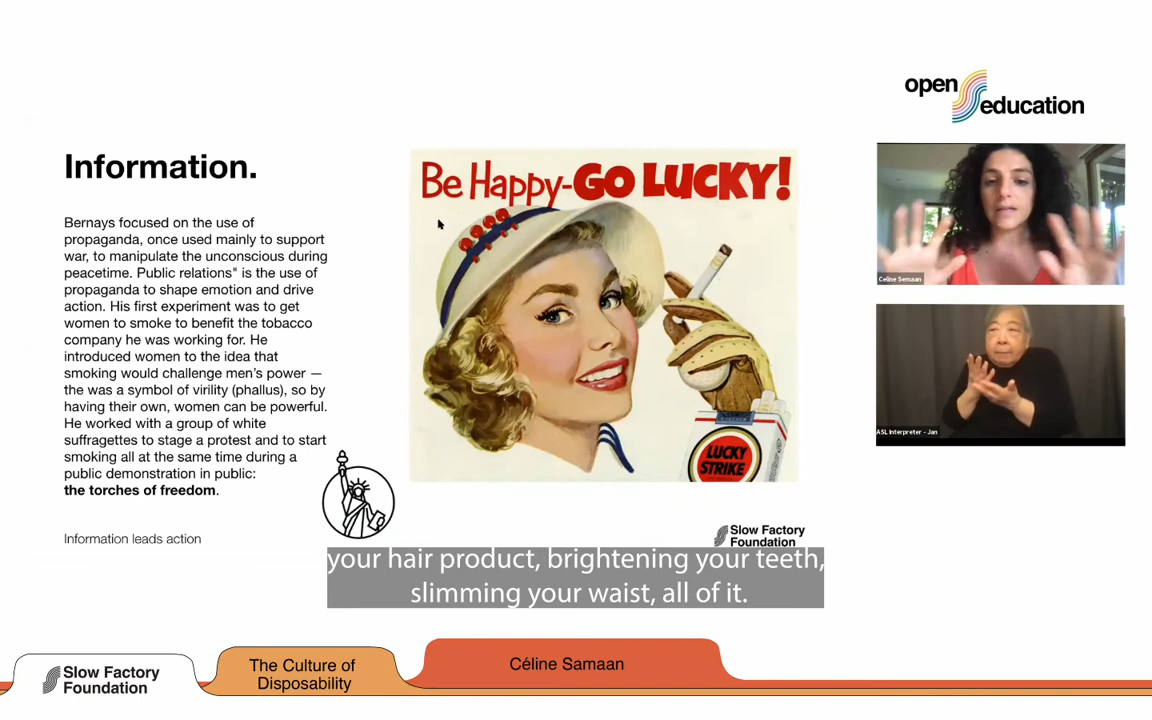 open
education
Information.
Bernays focused on the use of
propaganda, once used mainly to support
war, to manipulate the unconscious during
peacetime. Public relations" is the use of
propaganda to shape emotion and drive
action. His first experiment was to get
women to smoke to benefit the tobacco
company he was working for. He
introduced women to the idea that
smoking would challenge men's power —
the was a symbol of virility (phallus), so by
having their own, women can be powerful.
He worked with a group of white
suffragettes to stage a protest and to start
smoking all at the same time during a
public demonstration in public:
the torches of freedom.
Information leads action
Be Happy-GO LUCKY!
LUCKY
STRIKE
Celine Semaan
ASL Interpreter - Jan
Slow Factory
Foundation
your hair product, brightening your teeth,
slimming your waist, all of it.
Slow Factory
Foundation
The Culture of
Disposability
Céline Samaan